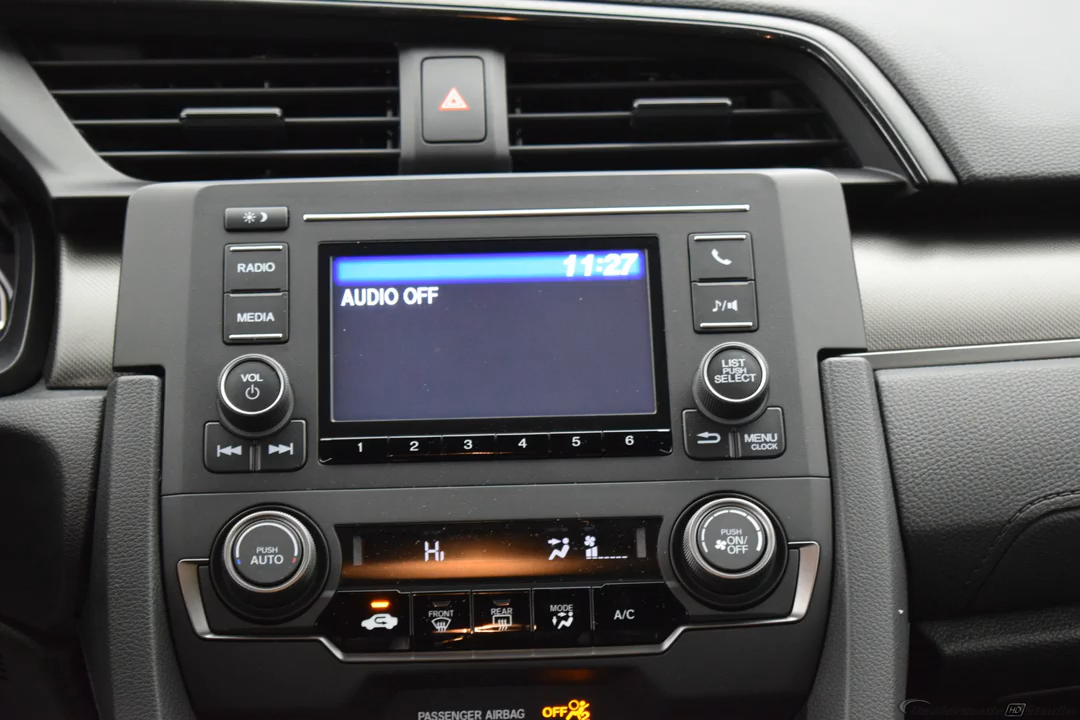 11:27
RADIO
AUDIO OFF
MEDIA
LIST
PUSH
SELECT
VOL
1 2 3 4 5 6
MENU
CLOCK
PUSH
AUTO
Hi
PUSH
ON/
OFF
FRONT
REAR
MODE
A/C
PASSENGER AIRBAG OFF
HD